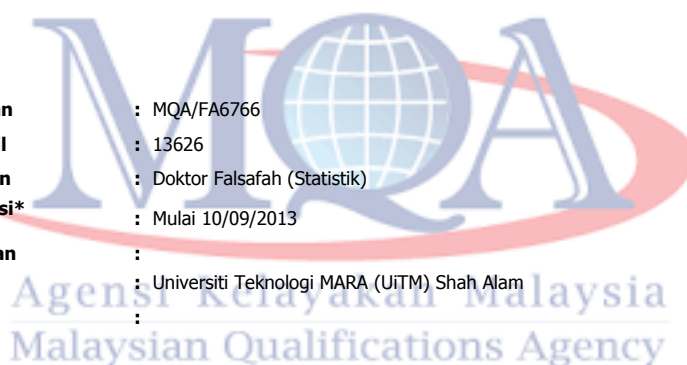 MQA
an : MQA/FA6766
l : 13626
n : Doktor Falsafah (Statistik)
si* : Mulai 10/09/2013
an :
: Universiti Teknologi MARA (UiTM) Shah Alam
:
Agensi Kelayakan Malaysia
Malaysian Qualifications Agency